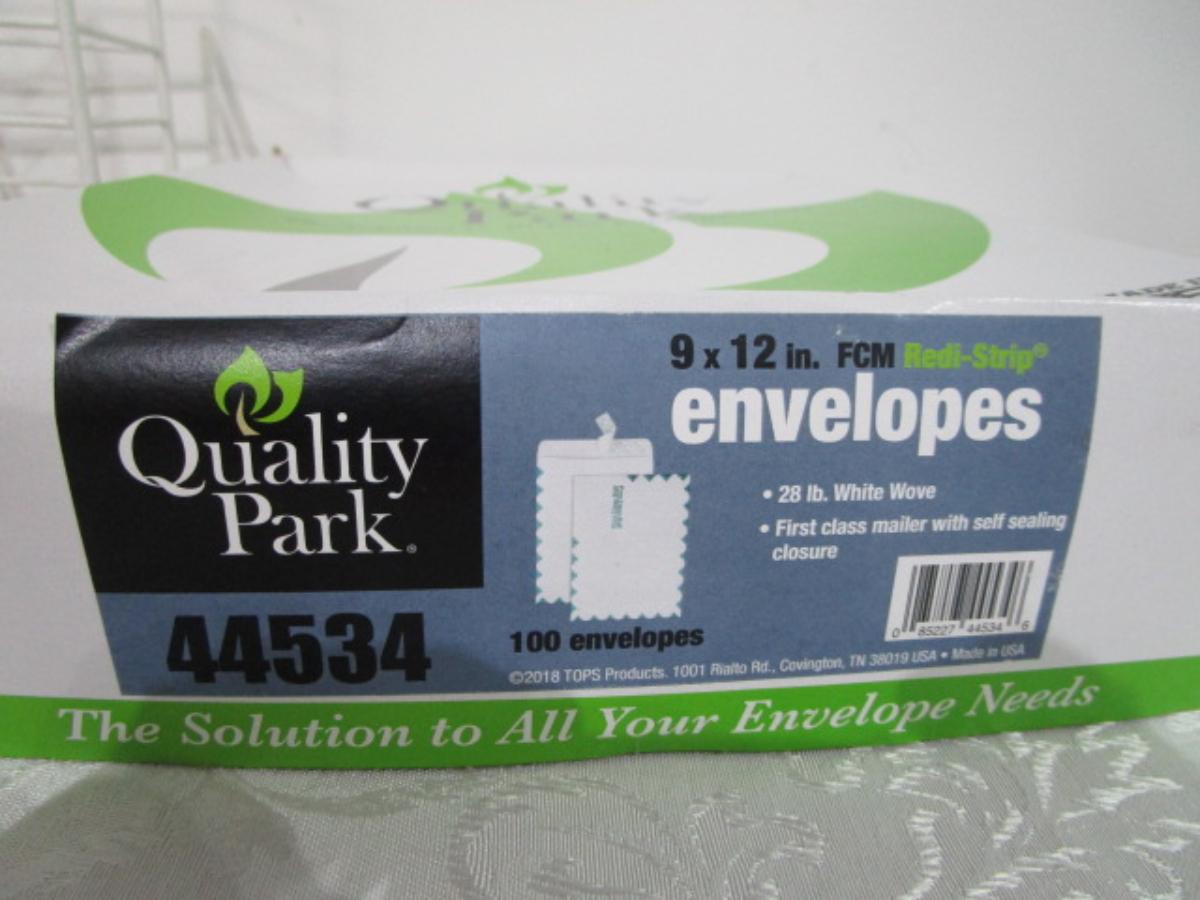 Quality
Park
9 x 12 in. FCM Redi-Strip®
envelopes
• 28 lb. White Wove
• First class mailer with self sealing
closure
0 85227 44534 6
44534
100 envelopes
©2018 TOPS Products. 1001 Rialto Rd., Covington, TN 38019 USA • Made in USA
The Solution to All Your Envelope Needs